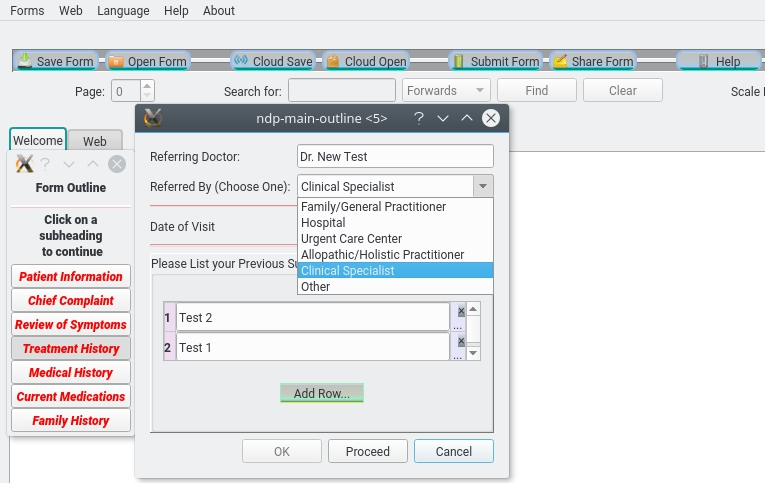 Forms Web Language Help About
Save Form Open Form Cloud Save Cloud Open Submit Form Share Form Help
Page: 0 Search for: Forwards Find Clear Scale
ndp-main-outline <5>
Welcome Web
Form Outline
Click on a
subheading
to continue
Patient Information
Chief Complaint
Review of Symptoms
Treatment History
Medical History
Current Medications
Family History
Referring Doctor: Dr. New Test
Referred By (Choose One): Clinical Specialist
Family/General Practitioner
Hospital
Urgent Care Center
Allopathic/Holistic Practitioner
Clinical Specialist
Other
Date of Visit
Please List your Previous
1 Test 2 ...
2 Test 1 ...
Add Row...
OK Proceed Cancel